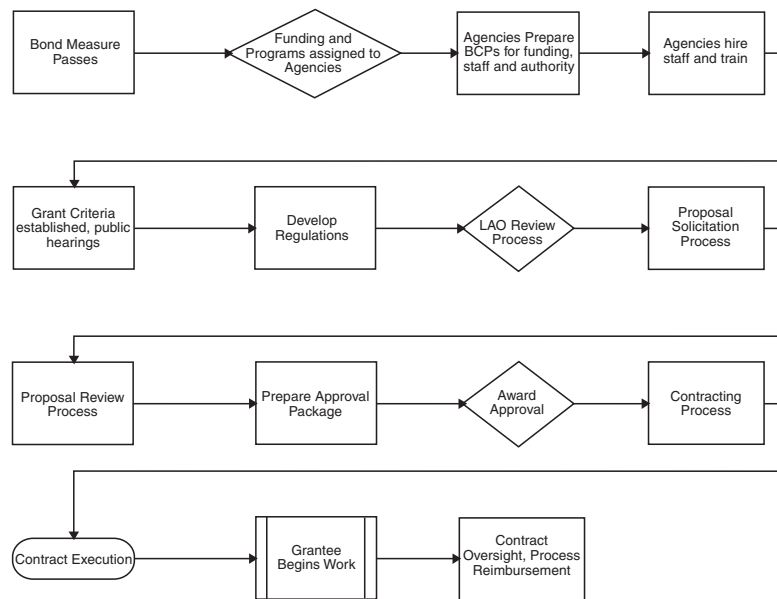 Bond Measure
Passes
Funding and
Programs assigned to
Agencies
Agencies Prepare
BCPs for funding,
staff and authority
Agencies hire
staff and train
Grant Criteria
established, public
hearings
Develop
Regulations
LAO Review
Process
Proposal
Solicitation
Process
Proposal Review
Process
Prepare Approval
Package
Award
Approval
Contracting
Process
Contract Execution
Grantee
Begins Work
Contract
Oversight, Process
Reimbursement